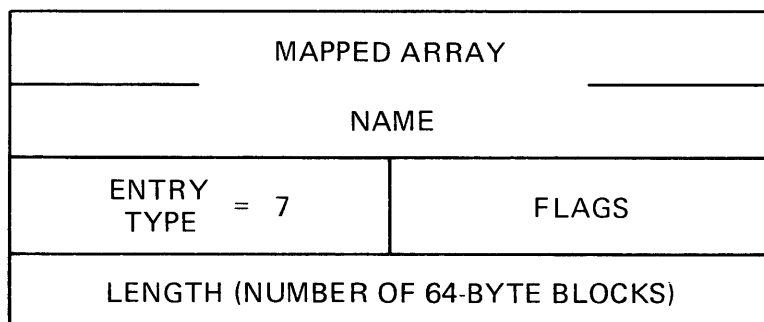 MAPPED ARRAY
NAME
ENTRY
TYPE = 7
FLAGS
LENGTH (NUMBER OF 64-BYTE BLOCKS)